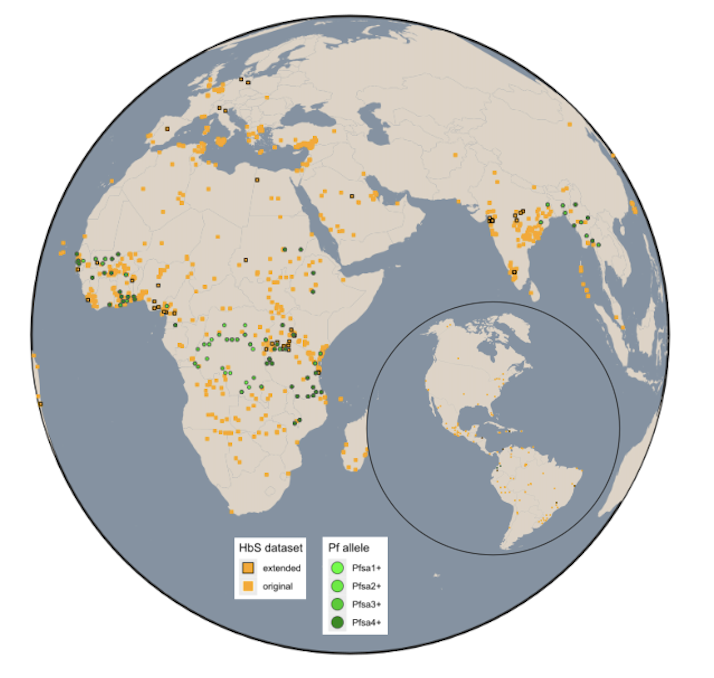 HbS dataset
extended
original
Pf allele
Pfsa1+
Pfsa2+
Pfsa3+
Pfsa4+